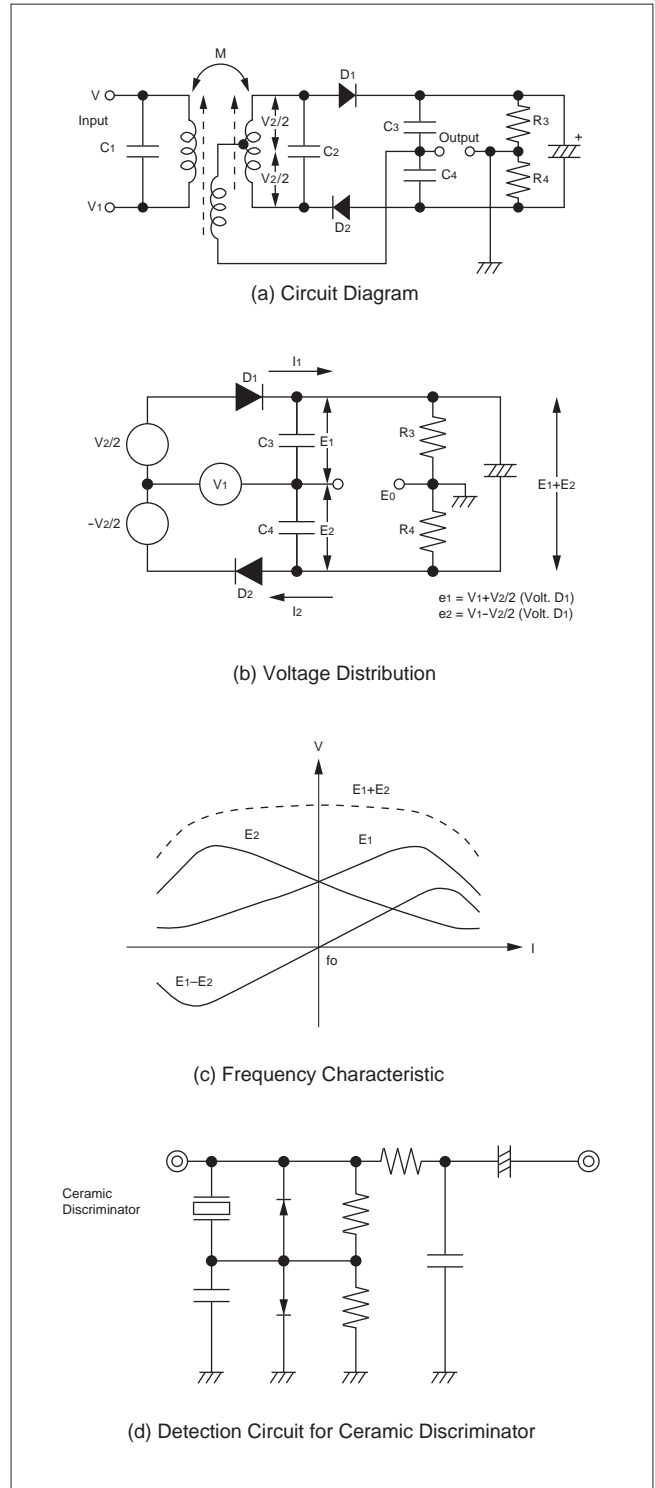 M
D1
V
Input
C1
V1
V2/2
V2/2
C2
C3
Output
C4
R3
R4
+
D2
(a) Circuit Diagram
I1
D1
V2/2
C3
E1
R3
V1
E0
E1+E2
-V2/2
C4
E2
R4
D2
I2
e1 = V1+V2/2 (Volt. D1)
e2 = V1-V2/2 (Volt. D1)
(b) Voltage Distribution
V
E1+E2
E2
E1
fo
I
E1–E2
(c) Frequency Characteristic
Ceramic
Discriminator
(d) Detection Circuit for Ceramic Discriminator